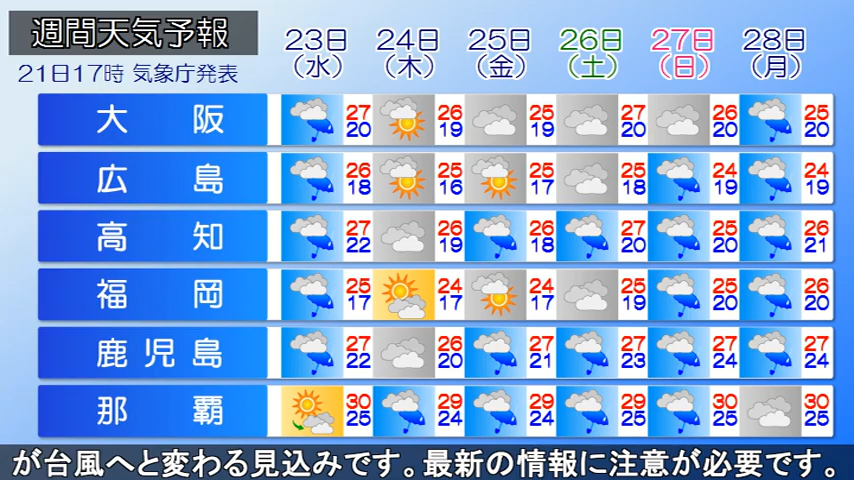 週間天気予報
21日17時 気象庁発表
23日 24日 25日 26日 27日 28日
(水) (木) (金) (土) (日) (月)
大阪 27 20 26 19 25 19 27 20 26 20 25 20
広島 26 18 25 16 25 17 25 18 24 19 24 19
高知 27 22 26 19 26 18 27 20 25 20 26 21
福岡 25 17 24 17 24 17 25 19 25 20 26 20
鹿児島 27 22 26 20 27 21 27 23 27 24 27 24
那覇 30 25 29 24 29 24 29 25 30 25 30 25
が台風へと変わる見込みです。最新の情報に注意が必要です。